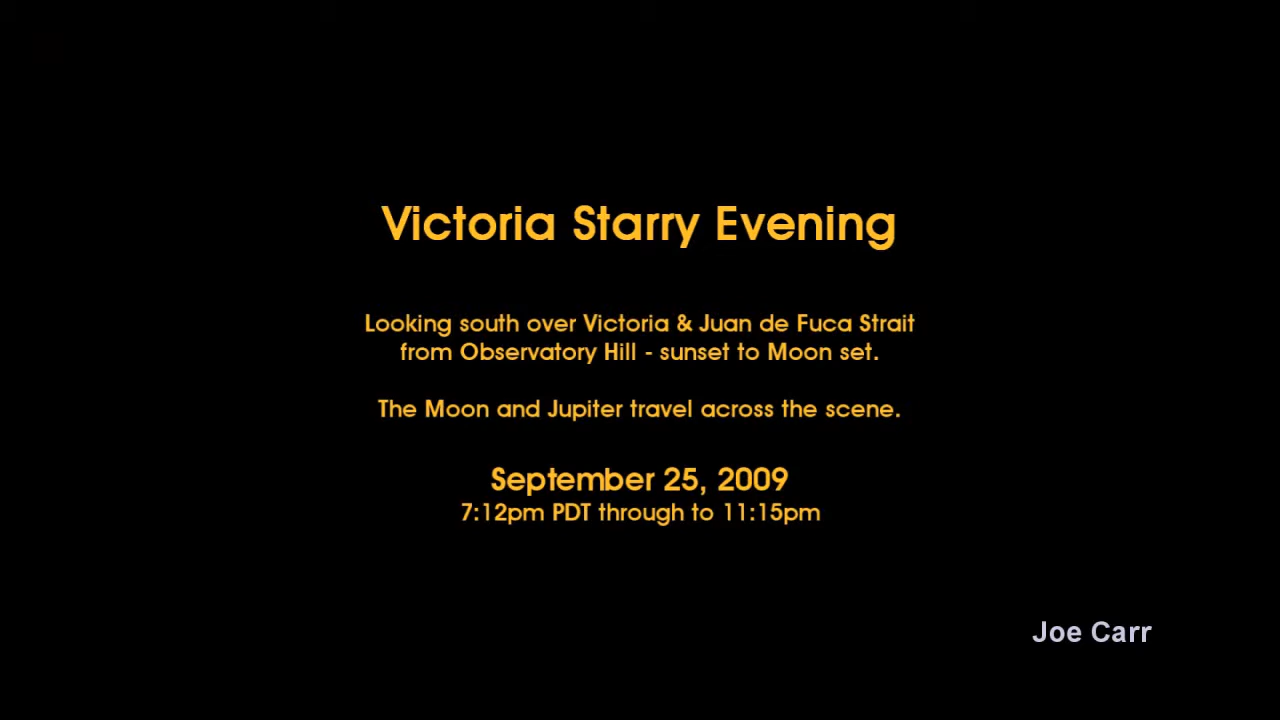 Victoria Starry Evening
Looking south over Victoria & Juan de Fuca Strait
from Observatory Hill - sunset to Moon set.
The Moon and Jupiter travel across the scene.
September 25, 2009
7:12pm PDT through to 11:15pm
Joe Carr